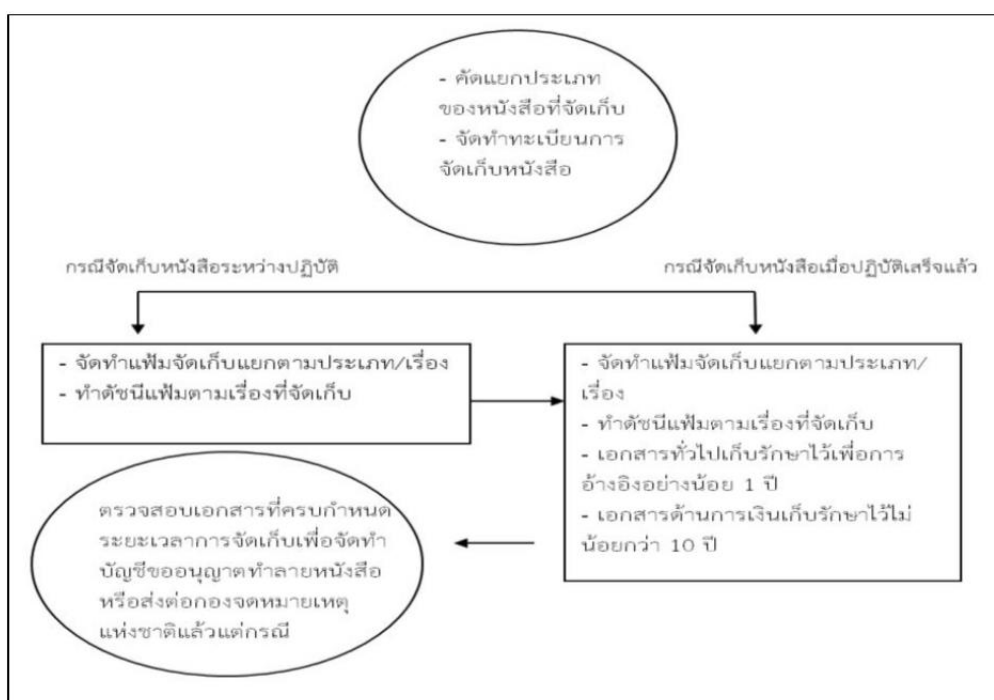 - คัดแยกประเภท
ของหนังสือที่จัดเก็บ
- จัดทำทะเบียนการ
จัดเก็บหนังสือ
กรณีจัดเก็บหนังสือระหว่างปฏิบัติ
กรณีจัดเก็บหนังสือเมื่อปฏิบัติเสร็จแล้ว
- จัดทำแฟ้มจัดเก็บแยกตามประเภท/เรื่อง
- ทำดัชนีแฟ้มตามเรื่องที่จัดเก็บ
- จัดทำแฟ้มจัดเก็บแยกตามประเภท/
เรื่อง
- ทำดัชนีแฟ้มตามเรื่องที่จัดเก็บ
- เอกสารทั่วไปเก็บรักษาไว้เพื่อการ
อ้างอิงอย่างน้อย 1 ปี
- เอกสารด้านการเงินเก็บรักษาไว้ไม่
น้อยกว่า 10 ปี
ตรวจสอบเอกสารที่ครบกำหนด
ระยะเวลาการจัดเก็บเพื่อจัดทำ
บัญชีขออนุญาตทำลายหนังสือ
หรือส่งต่อกองจดหมายเหตุ
แห่งชาติแล้วแต่กรณี